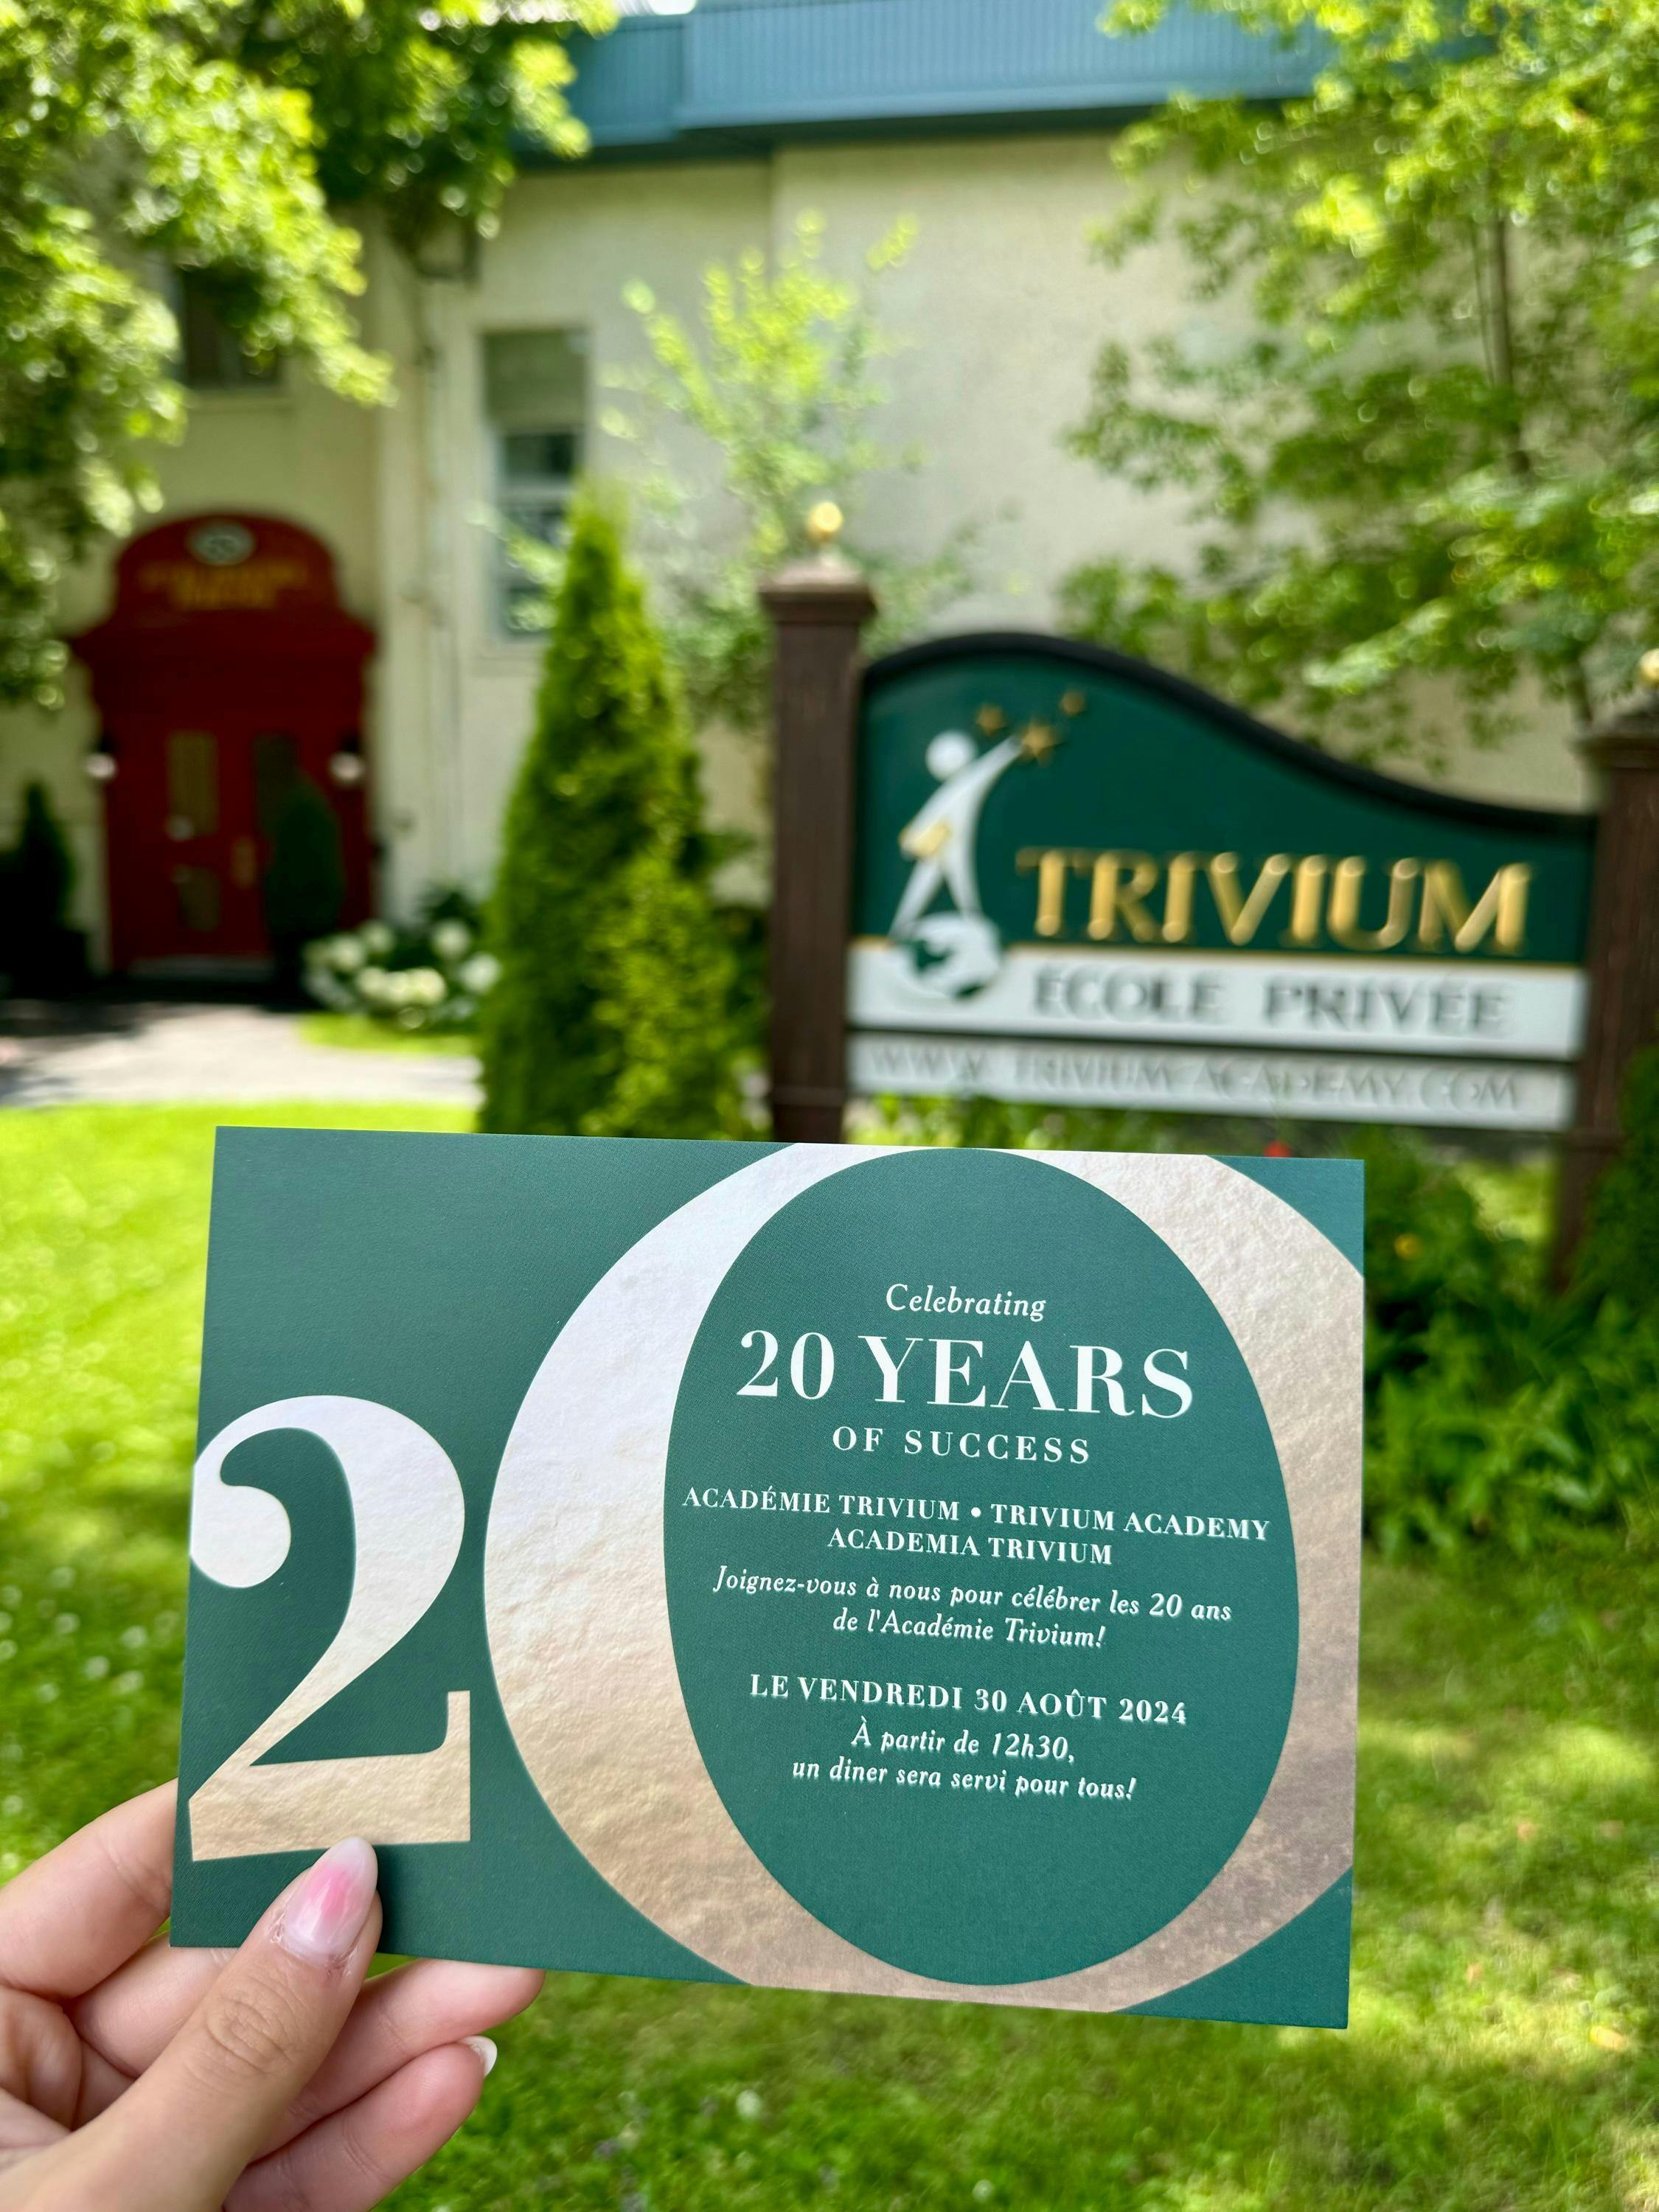 TRIVIUM
ÉCOLE PRIVÉE
WWW.TRIVIUM-ACADEMY.COM
20
Celebrating
20 YEARS
OF SUCCESS
ACADÉMIE TRIVIUM • TRIVIUM ACADEMY
ACADEMIA TRIVIUM
Joignez-vous à nous pour célébrer les 20 ans
de l'Académie Trivium!
LE VENDREDI 30 AOÛT 2024
À partir de 12h30,
un diner sera servi pour tous!